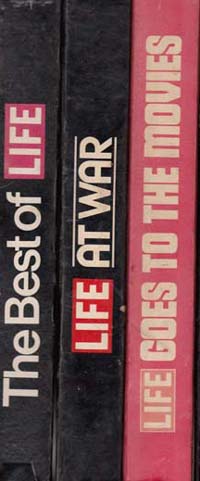 The Best of LIFE
LIFE AT WAR
LIFE GOES TO THE MOVIES